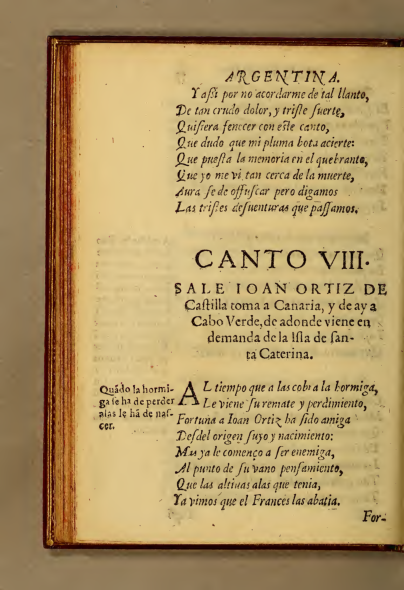 ARGENTINA.
Y aſsi por no acordarme de tal llanto,
De tan crudo dolor, y triſte ſuerte,
Quiſiera fenecer con eſte canto,
Que dudo que mi pluma bota acierte:
Que pueſta la memoria en el quebranto,
Que yo me vi tan cerca de la muerte,
Aura ſe de offuſcar pero digamos
Las triſtes deſuenturas que paſſamos.
CANTO VIII.
SALE IOAN ORTIZ DE
Caſtilla toma a Canaria, y de ay a
Cabo Verde, de adonde viene en
demanda de la Iſla de ſan-
ta Caterina.
Quãdo la hormi-
ga ſe ha de perder
alas le hã de naſ-
cer.
AL tiempo que a las cobra la hormiga,
Le viene ſu remate y perdimiento,
Fortuna a Ioan Ortiz ha ſido amiga
Deſdel origen ſuyo y nacimiento:
Mas ya le començo a ſer enemiga,
Al punto de ſu vano penſamiento,
Que las altiuas alas que tenia,
Ya vimos que el Frances las abatia.
For-